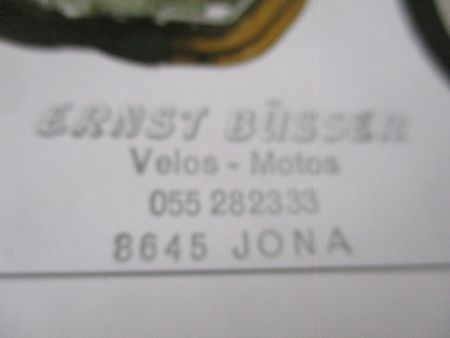 ERNST BÜSSER
Velos - Motos
055 282333
8645 JONA